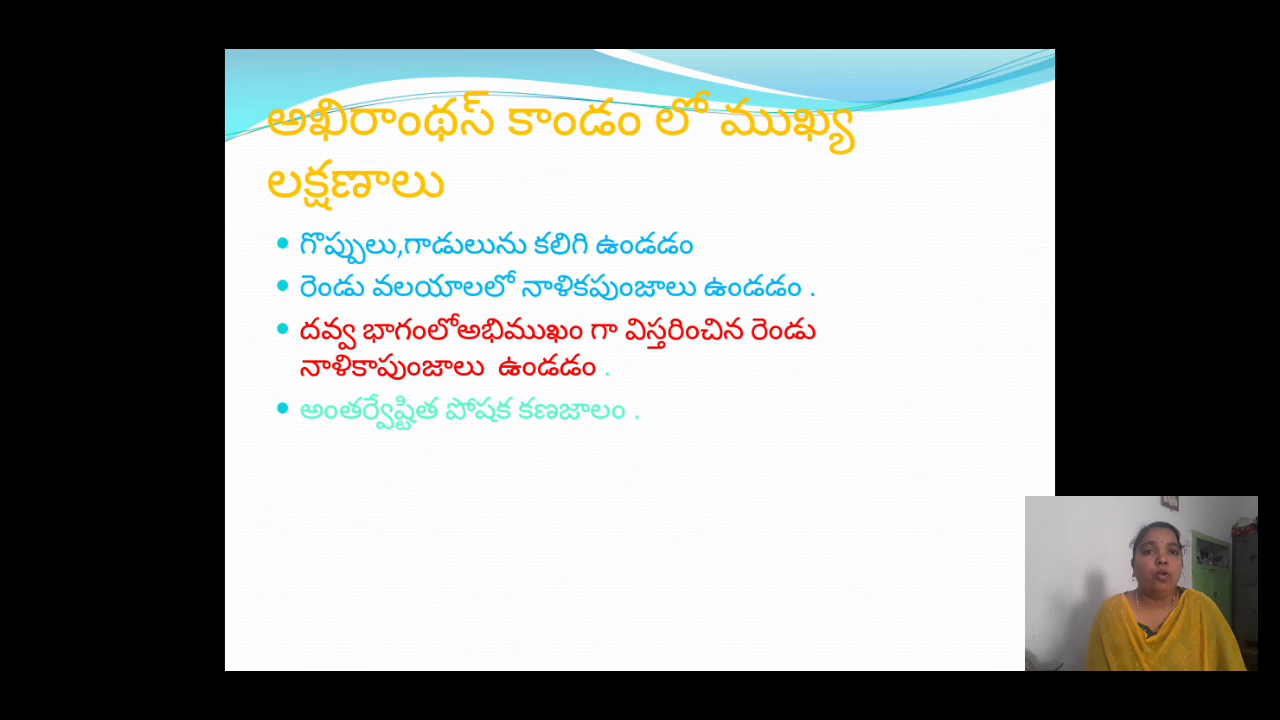 అఖిరాంథస్ కాండం లో ముఖ్య
లక్షణాలు
గొప్పులు,గాడులును కలిగి ఉండడం
రెండు వలయాలలో నాళికపుంజాలు ఉండడం .
దవ్వ భాగంలోఅభిముఖం గా విస్తరించిన రెండు
నాళికాపుంజాలు ఉండడం .
అంతర్వేష్టిత పోషక కణజాలం .